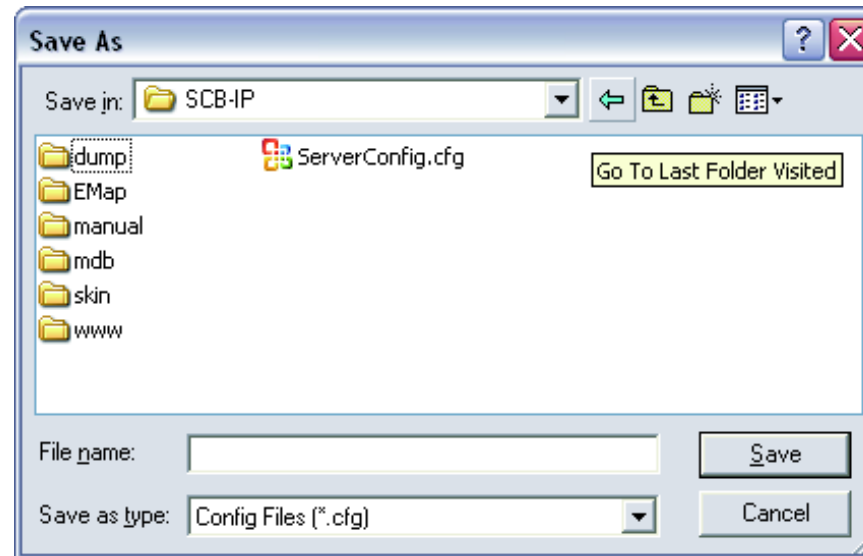 Save As
Save in: SCB-IP
dump
EMap
manual
mdb
skin
www
ServerConfig.cfg
Go To Last Folder Visited
File name:
Save
Save as type: Config Files (*.cfg)
Cancel